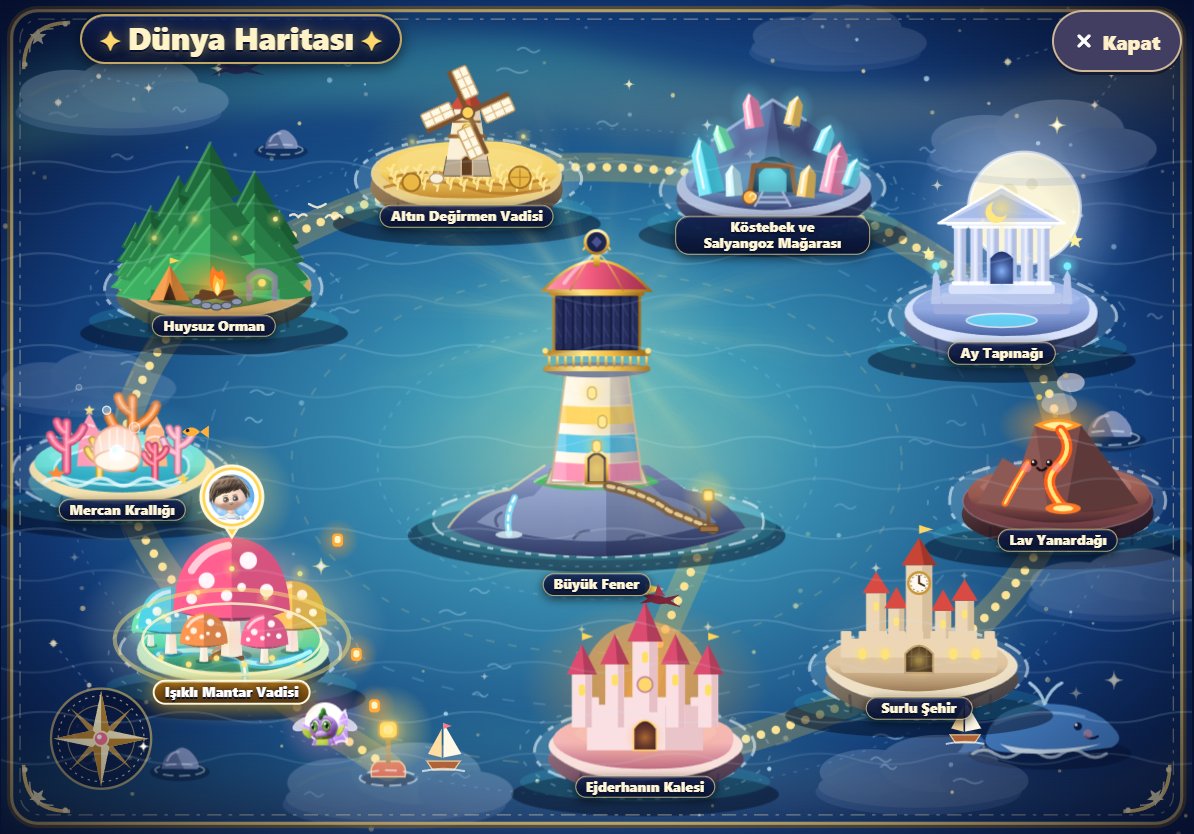 Dünya Haritası
× Kapat
Altın Değirmen Vadisi
Köstebek ve
Salyangoz Mağarası
Huysuz Orman
Ay Tapınağı
Mercan Krallığı
Lav Yanardağı
Büyük Fener
Işıklı Mantar Vadisi
Surlu Şehir
Ejderhanın Kalesi